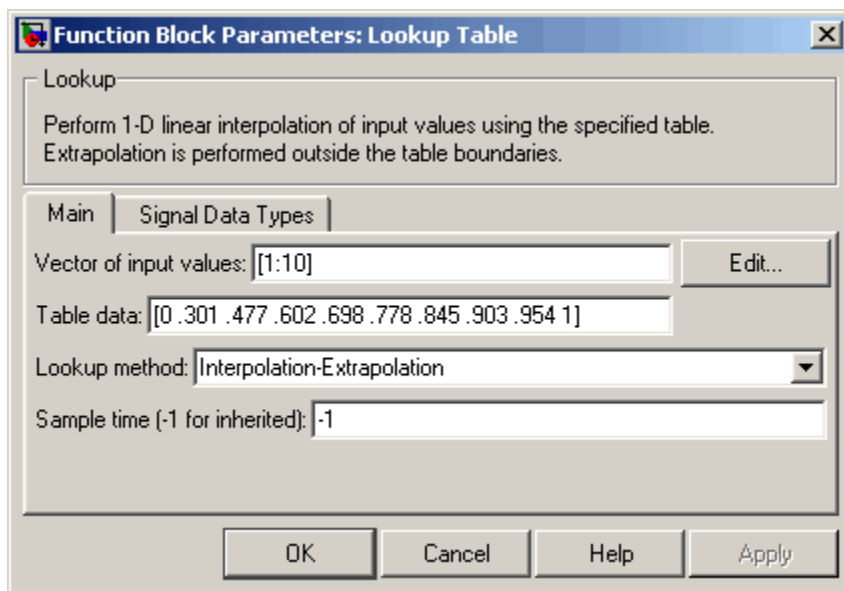 Function Block Parameters: Lookup Table
Lookup
Perform 1-D linear interpolation of input values using the specified table.
Extrapolation is performed outside the table boundaries.
Main Signal Data Types
Vector of input values: [1:10] Edit...
Table data: [0 .301 .477 .602 .698 .778 .845 .903 .954 1]
Lookup method: Interpolation-Extrapolation
Sample time (-1 for inherited): -1
OK Cancel Help Apply